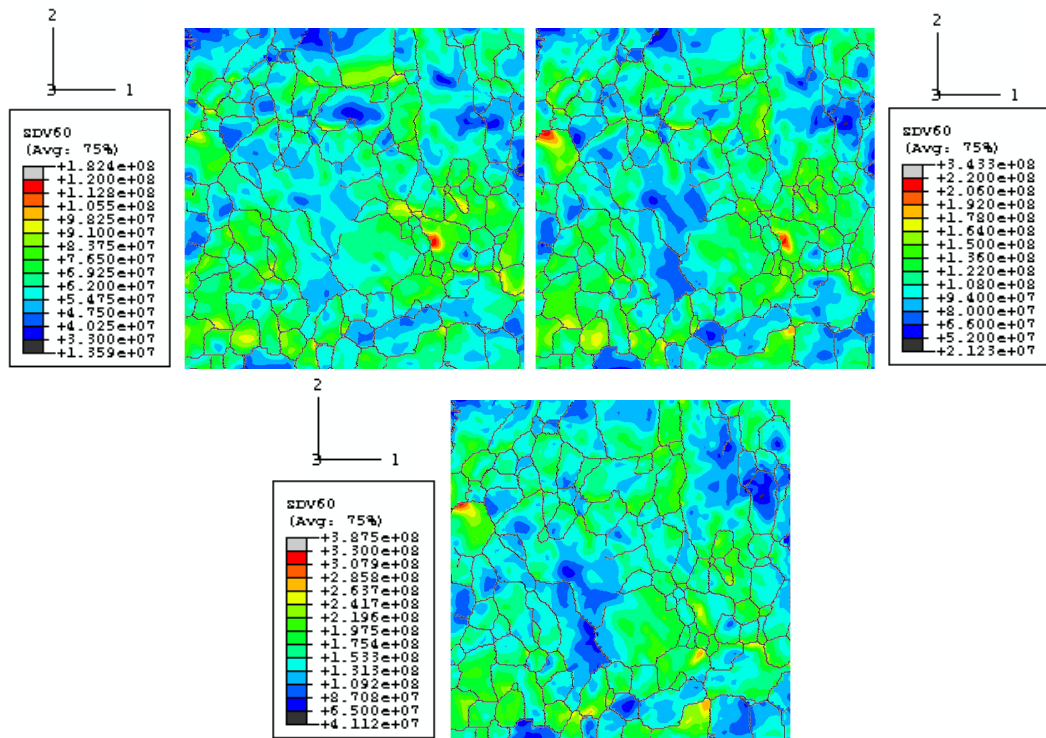 2
3
1
SDV60
(Avg: 75%)
+1.824e+08
+1.200e+08
+1.128e+08
+1.055e+08
+9.825e+07
+9.100e+07
+8.375e+07
+7.650e+07
+6.925e+07
+6.200e+07
+5.475e+07
+4.750e+07
+4.025e+07
+3.300e+07
+1.359e+07
2
3
1
SDV60
(Avg: 75%)
+3.433e+08
+2.200e+08
+2.060e+08
+1.920e+08
+1.780e+08
+1.640e+08
+1.500e+08
+1.360e+08
+1.220e+08
+1.080e+08
+9.400e+07
+8.000e+07
+6.600e+07
+5.200e+07
+2.123e+07
2
3
1
SDV60
(Avg: 75%)
+3.875e+08
+3.300e+08
+3.079e+08
+2.858e+08
+2.637e+08
+2.417e+08
+2.196e+08
+1.975e+08
+1.754e+08
+1.533e+08
+1.313e+08
+1.092e+08
+8.708e+07
+6.500e+07
+4.112e+07